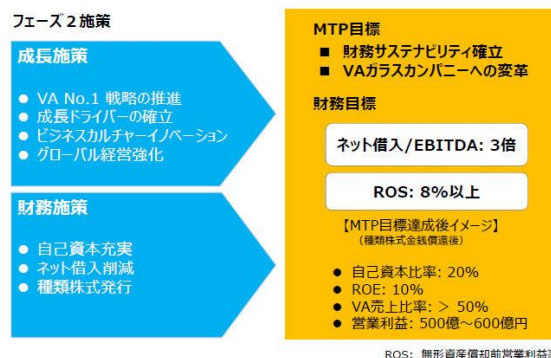 フェーズ2施策
成長施策
● VA No.1 戦略の推進
● 成長ドライバーの確立
● ビジネスカルチャーイノベーション
● グローバル経営強化
財務施策
● 自己資本充実
● ネット借入削減
● 種類株式発行
MTP目標
■ 財務サステナビリティ確立
■ VAガラスカンパニーへの変革
財務目標
ネット借入/EBITDA: 3倍
ROS: 8%以上
【MTP目標達成後イメージ】
(種類株式金銭償還後)
● 自己資本比率: 20%
● ROE: 10%
● VA売上比率: > 50%
● 営業利益: 500億~600億円
ROS: 無形資産償却前営業利益率